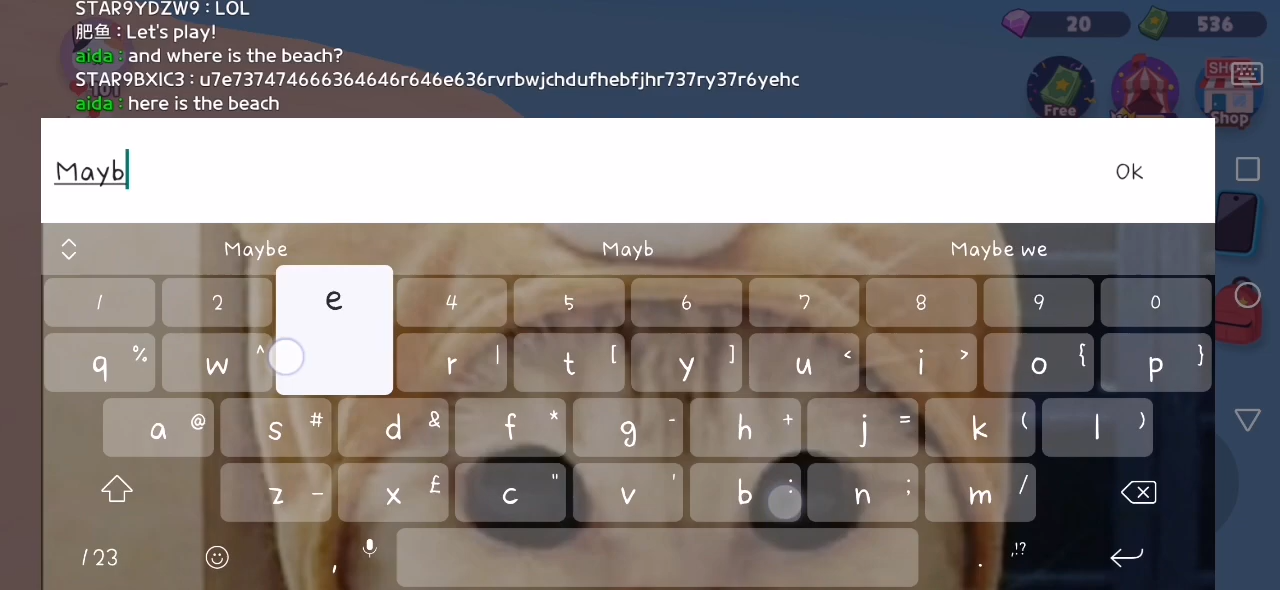 STAR9YDZW9 : LOL
肥鱼 : Let's play!
aida : and where is the beach?
STAR9BXIC3 : u7e737474666364646r646e636rvrbwjchdufhebfjhr737ry37r6yehc
aida : here is the beach
101
20
536
Free
SHOP
Shop
Mayb
OK
Maybe
Mayb
Maybe we
1 2 e 4 5 6 7 8 9 0
q % w ^ r | t [ y ] u < i > o { p }
a @ s # d & f * g - h + j = k ( l )
z _ x £ c " v ' b : n ; m /
!23 , . ,!?